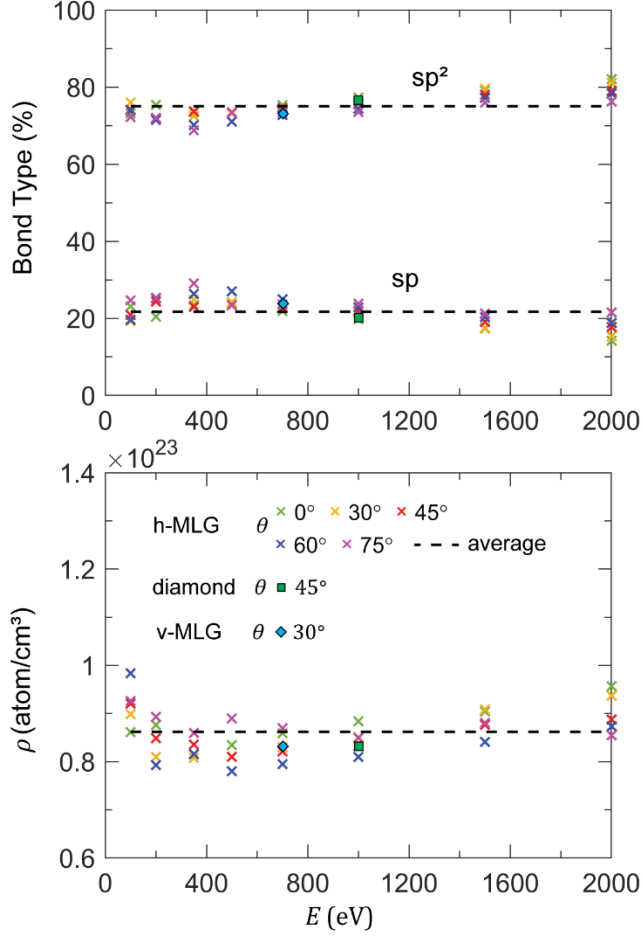 100
80
60
40
20
0
Bond Type (%)
sp²
sp
0 400 800 1200 1600 2000
×10²³
1.4
1.2
1
0.8
0.6
ρ (atom/cm³)
h-MLG θ × 0° × 30° × 45°
× 60° × 75° --- average
diamond θ 45°
v-MLG θ 30°
0 400 800 1200 1600 2000
E (eV)